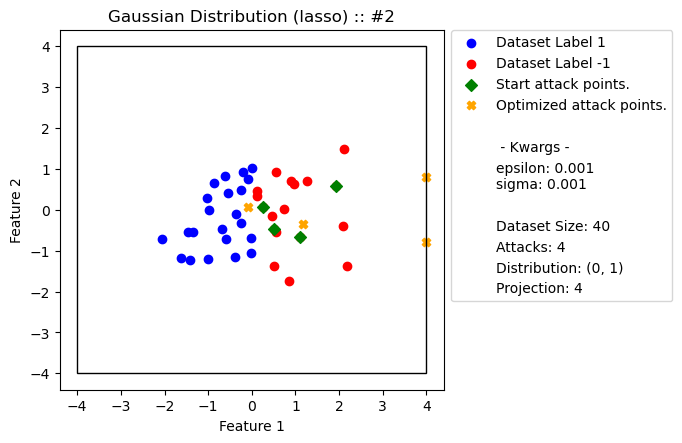 Gaussian Distribution (lasso) :: #2
Dataset Label 1
Dataset Label -1
Start attack points.
Optimized attack points.
- Kwargs -
epsilon: 0.001
sigma: 0.001
Dataset Size: 40
Attacks: 4
Distribution: (0, 1)
Projection: 4
Feature 2
4
3
2
1
0
−1
−2
−3
−4
−4 −3 −2 −1 0 1 2 3 4
Feature 1